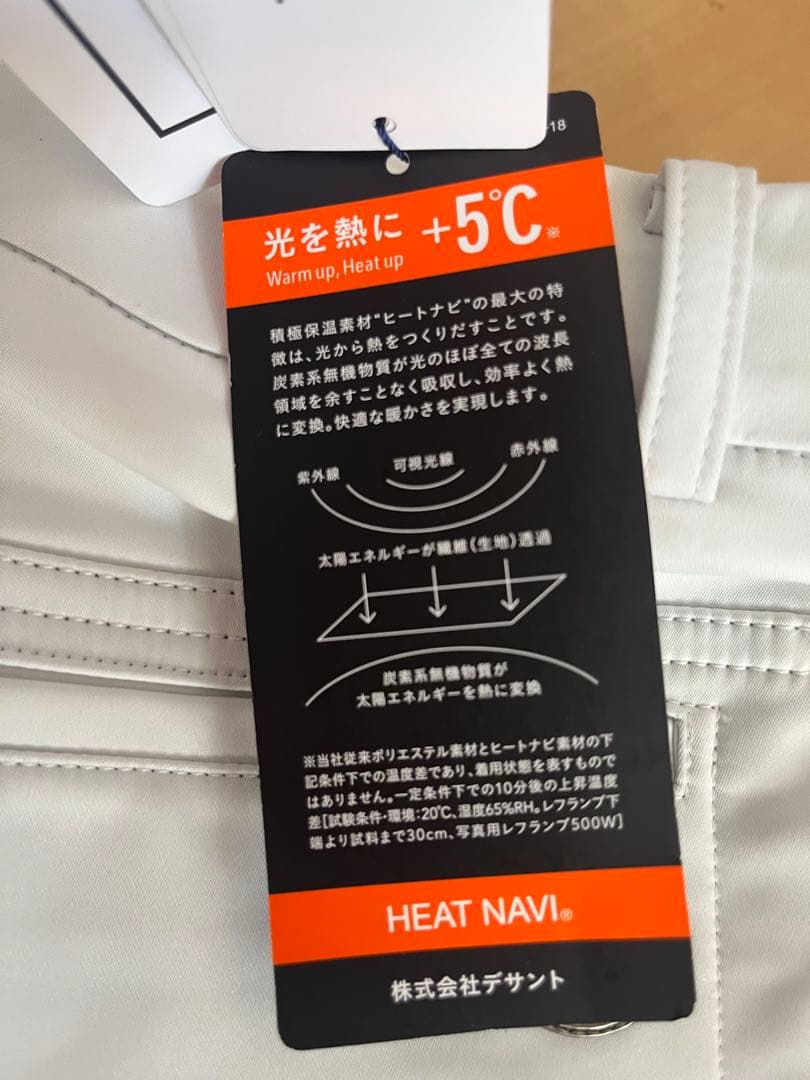 -18
光を熱に +5℃※
Warm up, Heat up
積極保温素材"ヒートナビ"の最大の特
徴は、光から熱をつくりだすことです。
炭素系無機物質が光のほぼ全ての波長
領域を余すことなく吸収し、効率よく熱
に変換。快適な暖かさを実現します。
紫外線 可視光線 赤外線
太陽エネルギーが繊維(生地)透過
炭素系無機物質が
太陽エネルギーを熱に変換
※当社従来ポリエステル素材とヒートナビ素材の下
記条件下での温度差であり、着用状態を表すもので
はありません。一定条件下での10分後の上昇温度
差[試験条件・環境:20℃、湿度65%RH。レフランプ下
端より試料まで30cm、写真用レフランプ500W]
HEAT NAVI®
株式会社デサント